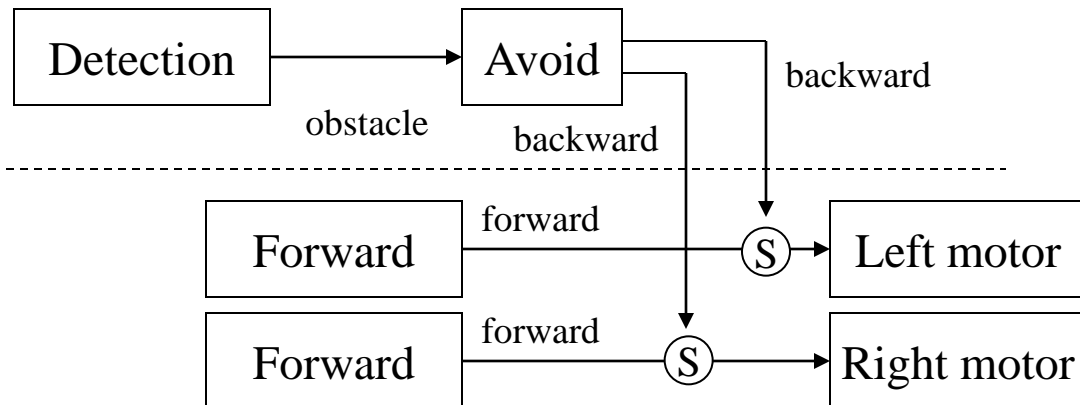 Detection
Avoid
backward
obstacle
backward
Forward
forward
S
Left motor
Forward
forward
S
Right motor